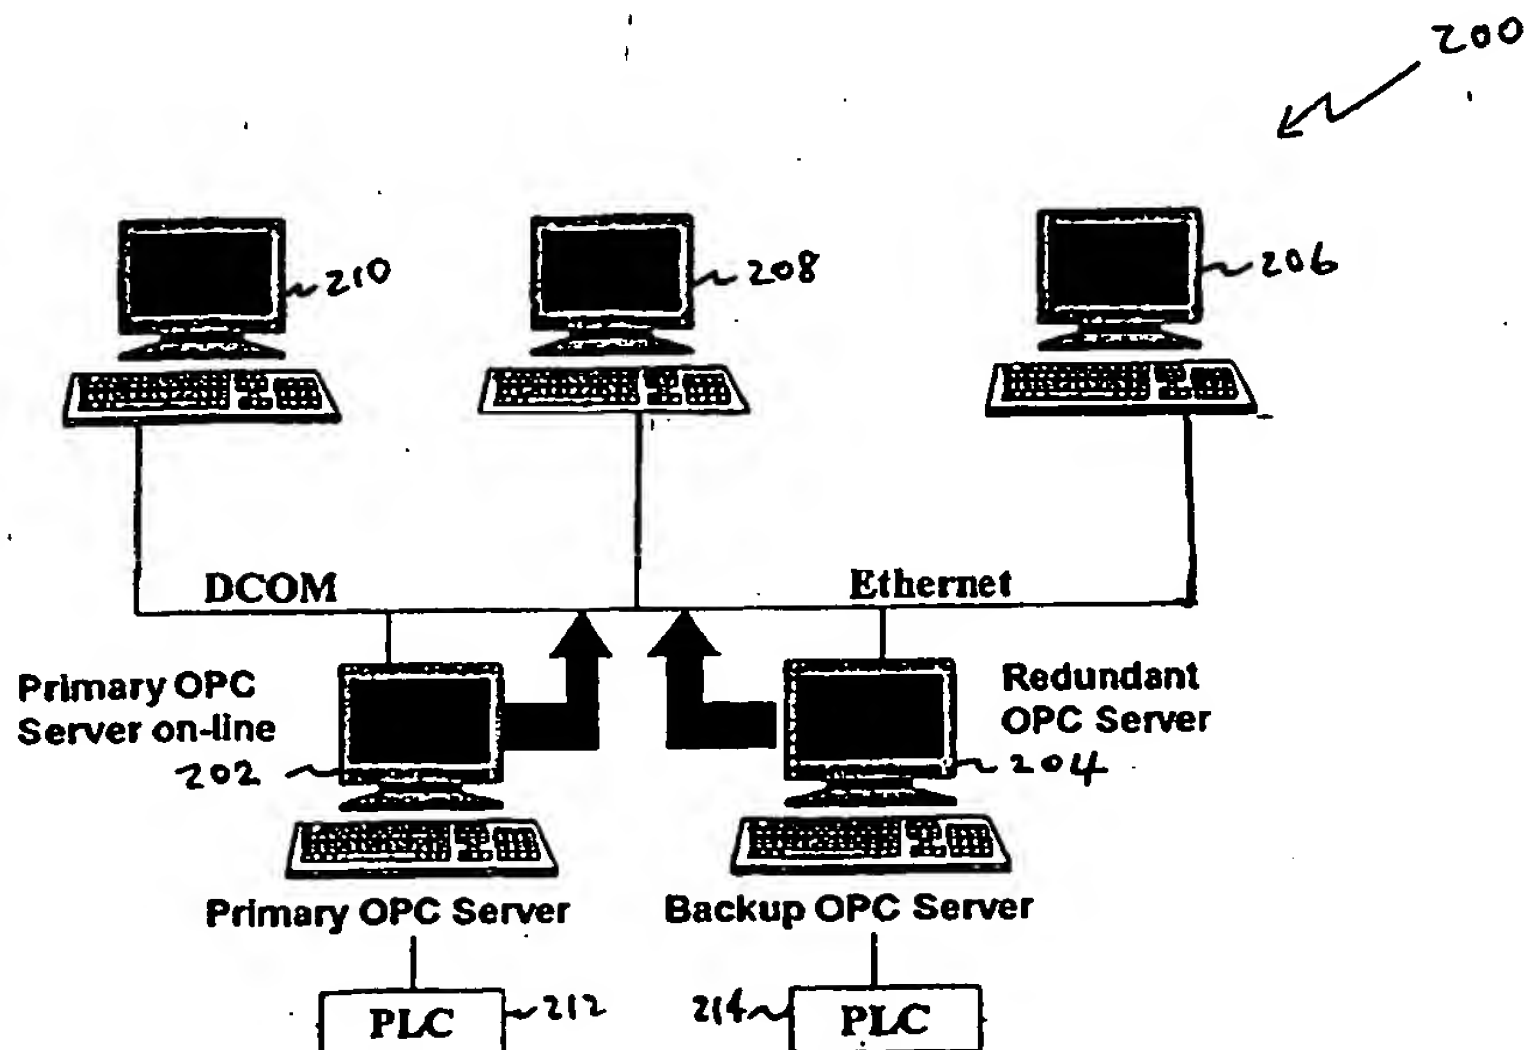 200
210
208
206
DCOM
Ethernet
Primary OPC
Server on-line
202
Redundant
OPC Server
204
Primary OPC Server
Backup OPC Server
PLC
212
214
PLC